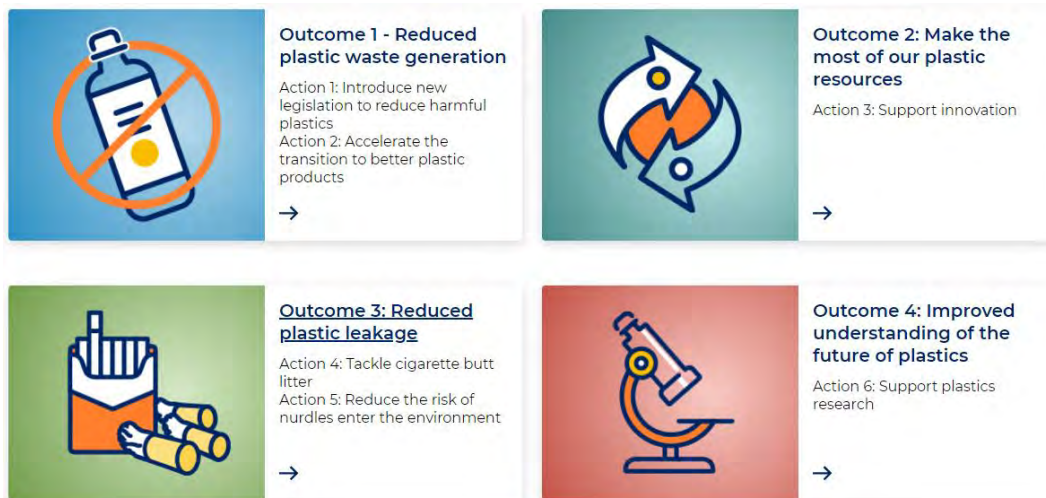 Outcome 1 - Reduced
plastic waste generation
Action 1: Introduce new
legislation to reduce harmful
plastics
Action 2: Accelerate the
transition to better plastic
products
Outcome 2: Make the
most of our plastic
resources
Action 3: Support innovation
Outcome 3: Reduced
plastic leakage
Action 4: Tackle cigarette butt
litter
Action 5: Reduce the risk of
nurdles enter the environment
Outcome 4: Improved
understanding of the
future of plastics
Action 6: Support plastics
research